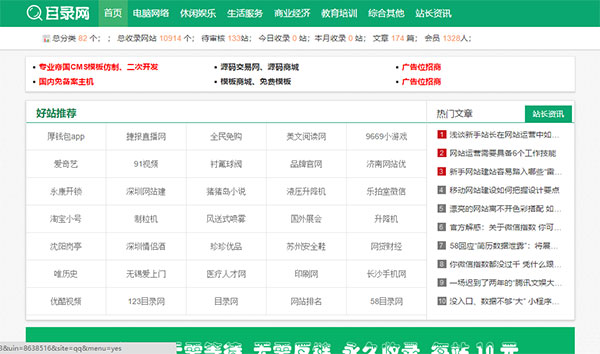 目录网 首页 电脑网络 休闲娱乐 生活服务 商业经济 教育培训 综合其他 站长资讯
总分类 82 个； ；总收录网站 10914 个；待审核 133站；今日收录 0 站；本月收录 0 站； 文章 174 篇； 会员 1328人；
• 专业帝国CMS模板仿制、二次开发 • 源码交易网、源码商城 • 广告位招商
• 国内免备案主机 • 模板商城、免费模板 • 广告位招商
好站推荐 热门文章 站长资讯
厚钱包app 捷报直播网 全民免购 美文阅读网 9669小游戏
爱奇艺 91视频 衬氟球阀 品牌官网 济南网站优
永康开锁 深圳网站建 猪猪岛小说 液压升降机 乐拍堂微信
淘宝小号 制粒机 风送式喷雾 国外展会 升降机
沈阳岗亭 深圳情侣酒 珍珍优品 苏州安全鞋 网贷财经
唯历史 无锡爱上门 医疗人才网 印刷网 长沙手机网
优酷视频 123目录网 目录网 网站排名 58目录网
1 浅谈新手站长在网站运营中如...
2 网站运营需要具备6个工作技能
3 新手网站建站容易踏入哪些“雷...
4 移动网站建设如何把握设计要点
5 漂亮的网站离不开色彩搭配 如...
6 官方解惑：关于微信指数 你可...
7 58回应“简历数据泄露”：将展...
8 你微信指数都没过千 凭什么跟...
9 一场迟到了两年的“腾讯文娱大...
10 没入口、数据不够“大” 小程序...
8&uin=8638516&site=qq&menu=yes
永久收录 每站 10 元